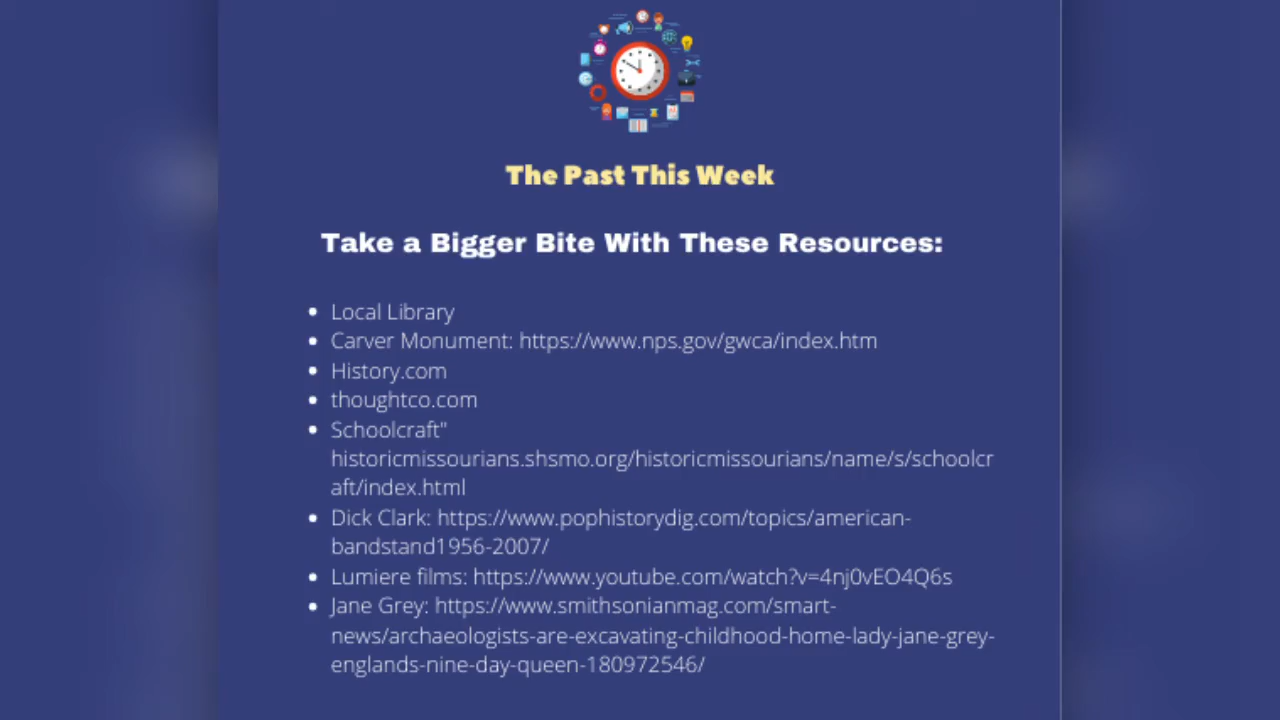 The Past This Week
Take a Bigger Bite With These Resources:
• Local Library
• Carver Monument: https://www.nps.gov/gwca/index.htm
• History.com
• thoughtco.com
• Schoolcraft"
historicmissourians.shsmo.org/historicmissourians/name/s/schoolcr
aft/index.html
• Dick Clark: https://www.pophistorydig.com/topics/american-
bandstand1956-2007/
• Lumiere films: https://www.youtube.com/watch?v=4nj0vEO4Q6s
• Jane Grey: https://www.smithsonianmag.com/smart-
news/archaeologists-are-excavating-childhood-home-lady-jane-grey-
englands-nine-day-queen-180972546/